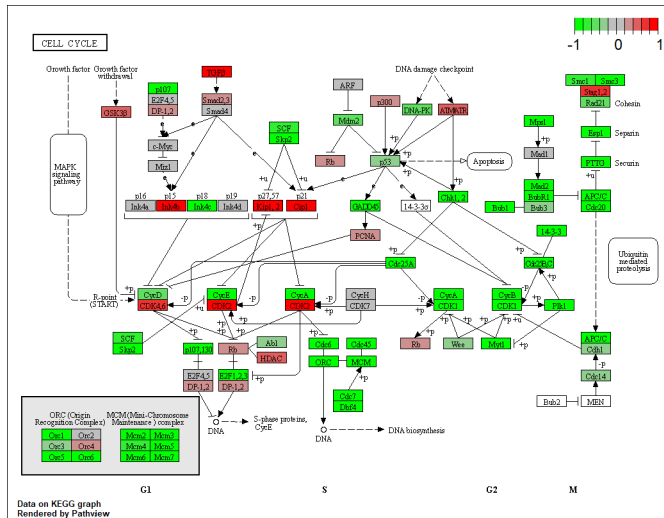 CELL CYCLE
-1 0 1
Growth factor
Growth factor withdrawal
TGFβ
DNA damage checkpoint
GSK3β
p107
E2F4,5
DP-1,2
Smad2,3
Smad4
ARF
p300
DNA-PK
ATM/ATR
Smc1 Smc3
Stag1,2
Rad21
Cohesin
Mdm2
SCF
Skp2
c-Myc
Miz1
Rb
p53
Apoptosis
Mps1
Mad1
Esp1
Separin
PTTG
Securin
MAPK signaling pathway
p16 p15 p18 p19 p27,57 p21
Ink4a Ink4b Ink4c Ink4d Kip1,2 Cip1
GADD45
14-3-3σ
Chk1,2
Bub1
Mad2
BubR1
Bub3
APC/C
Cdc20
PCNA
14-3-3
Cdc25A
Cdc25B,C
Ubiquitin mediated proteolysis
R-point (START)
CycD
CDK4,6
CycE
CDK2
CycA
CDK2
CycH
CDK7
CycA
CDK1
CycB
CDK1
Plk1
SCF
Skp2
p107,130
Rb
Abl
HDAC
Cdc6
Cdc45
ORC
MCM
Rb
Wee
Myt1
APC/C
Cdh1
Cdc14
E2F4,5
DP-1,2
E2F1,2,3
DP-1,2
Cdc7
Dbf4
Bub2
MEN
DNA
S-phase proteins, CycE
DNA
DNA biosynthesis
ORC (Origin Recognition Complex)
MCM (Mini-Chromosome Maintenance) complex
Orc1 Orc2
Orc3 Orc4
Orc5 Orc6
Mcm2 Mcm3
Mcm4 Mcm5
Mcm6 Mcm7
G1 S G2 M
Data on KEGG graph
Rendered by Pathview